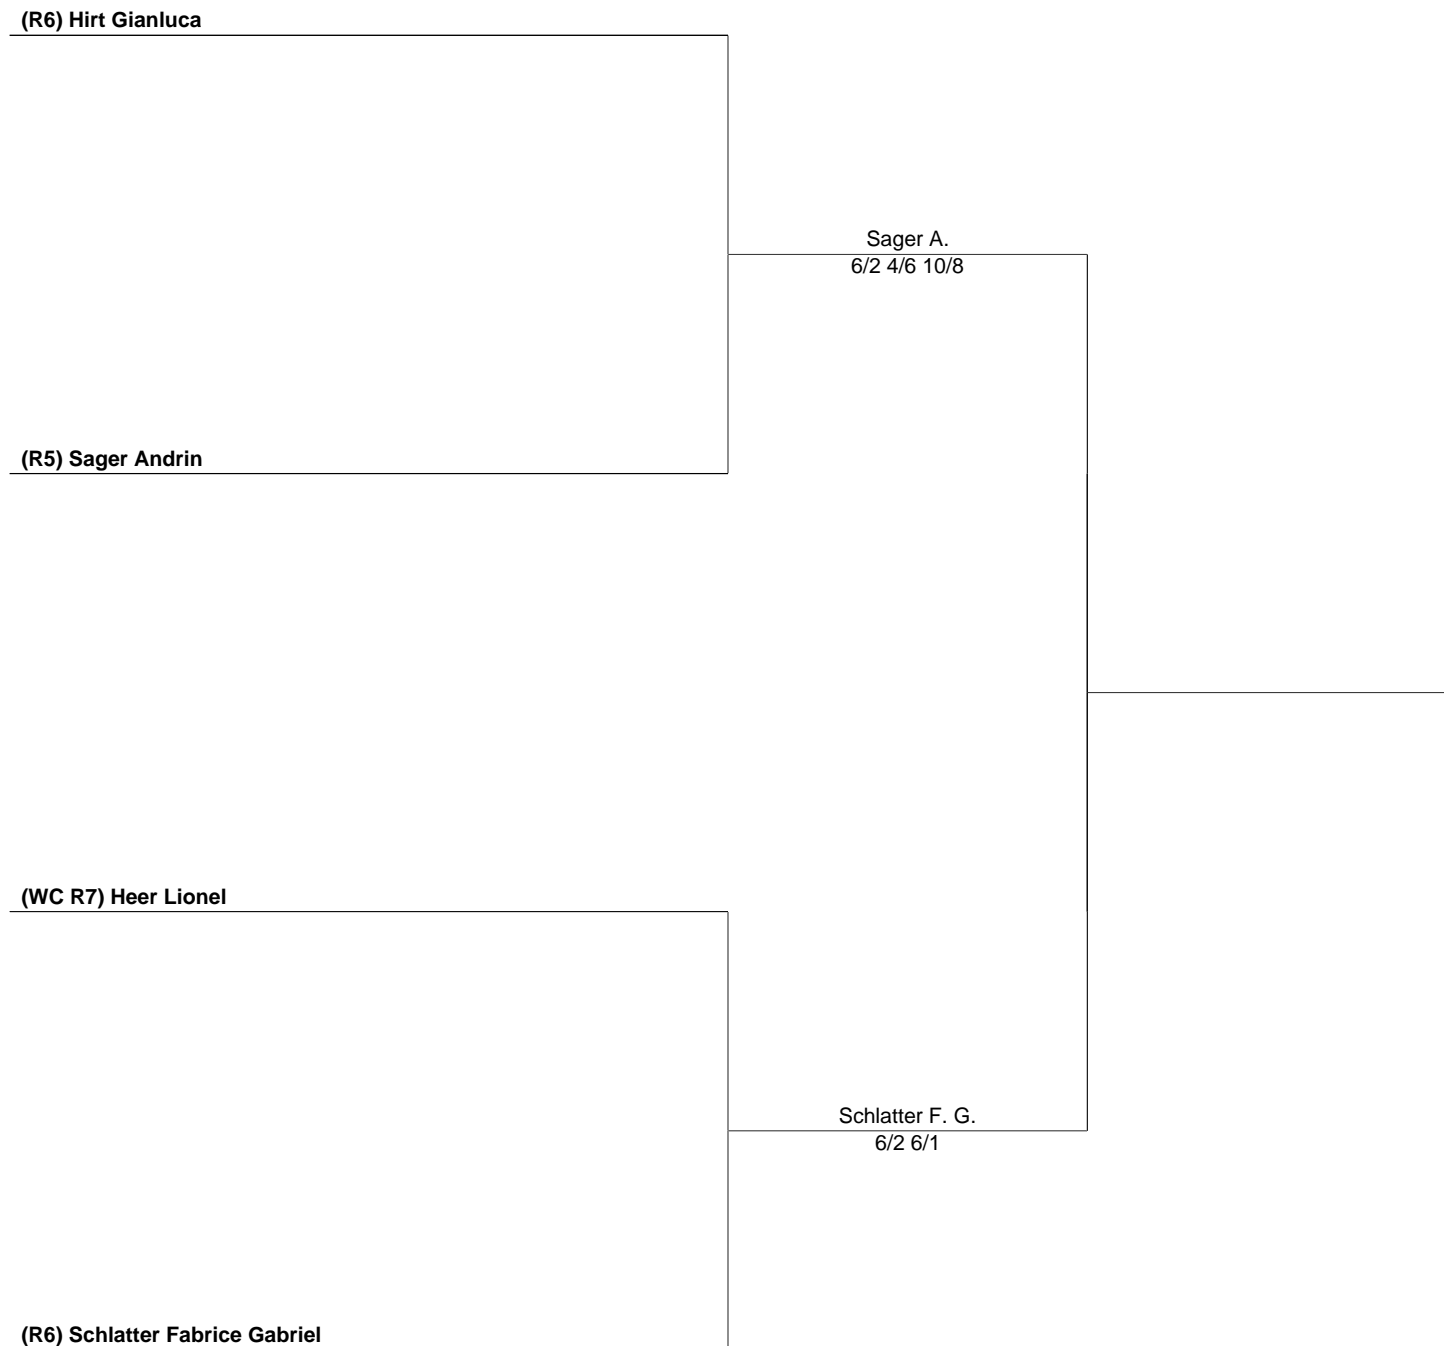 (R6) Hirt Gianluca
Sager A.
6/2 4/6 10/8
(R5) Sager Andrin
(WC R7) Heer Lionel
Schlatter F. G.
6/2 6/1
(R6) Schlatter Fabrice Gabriel